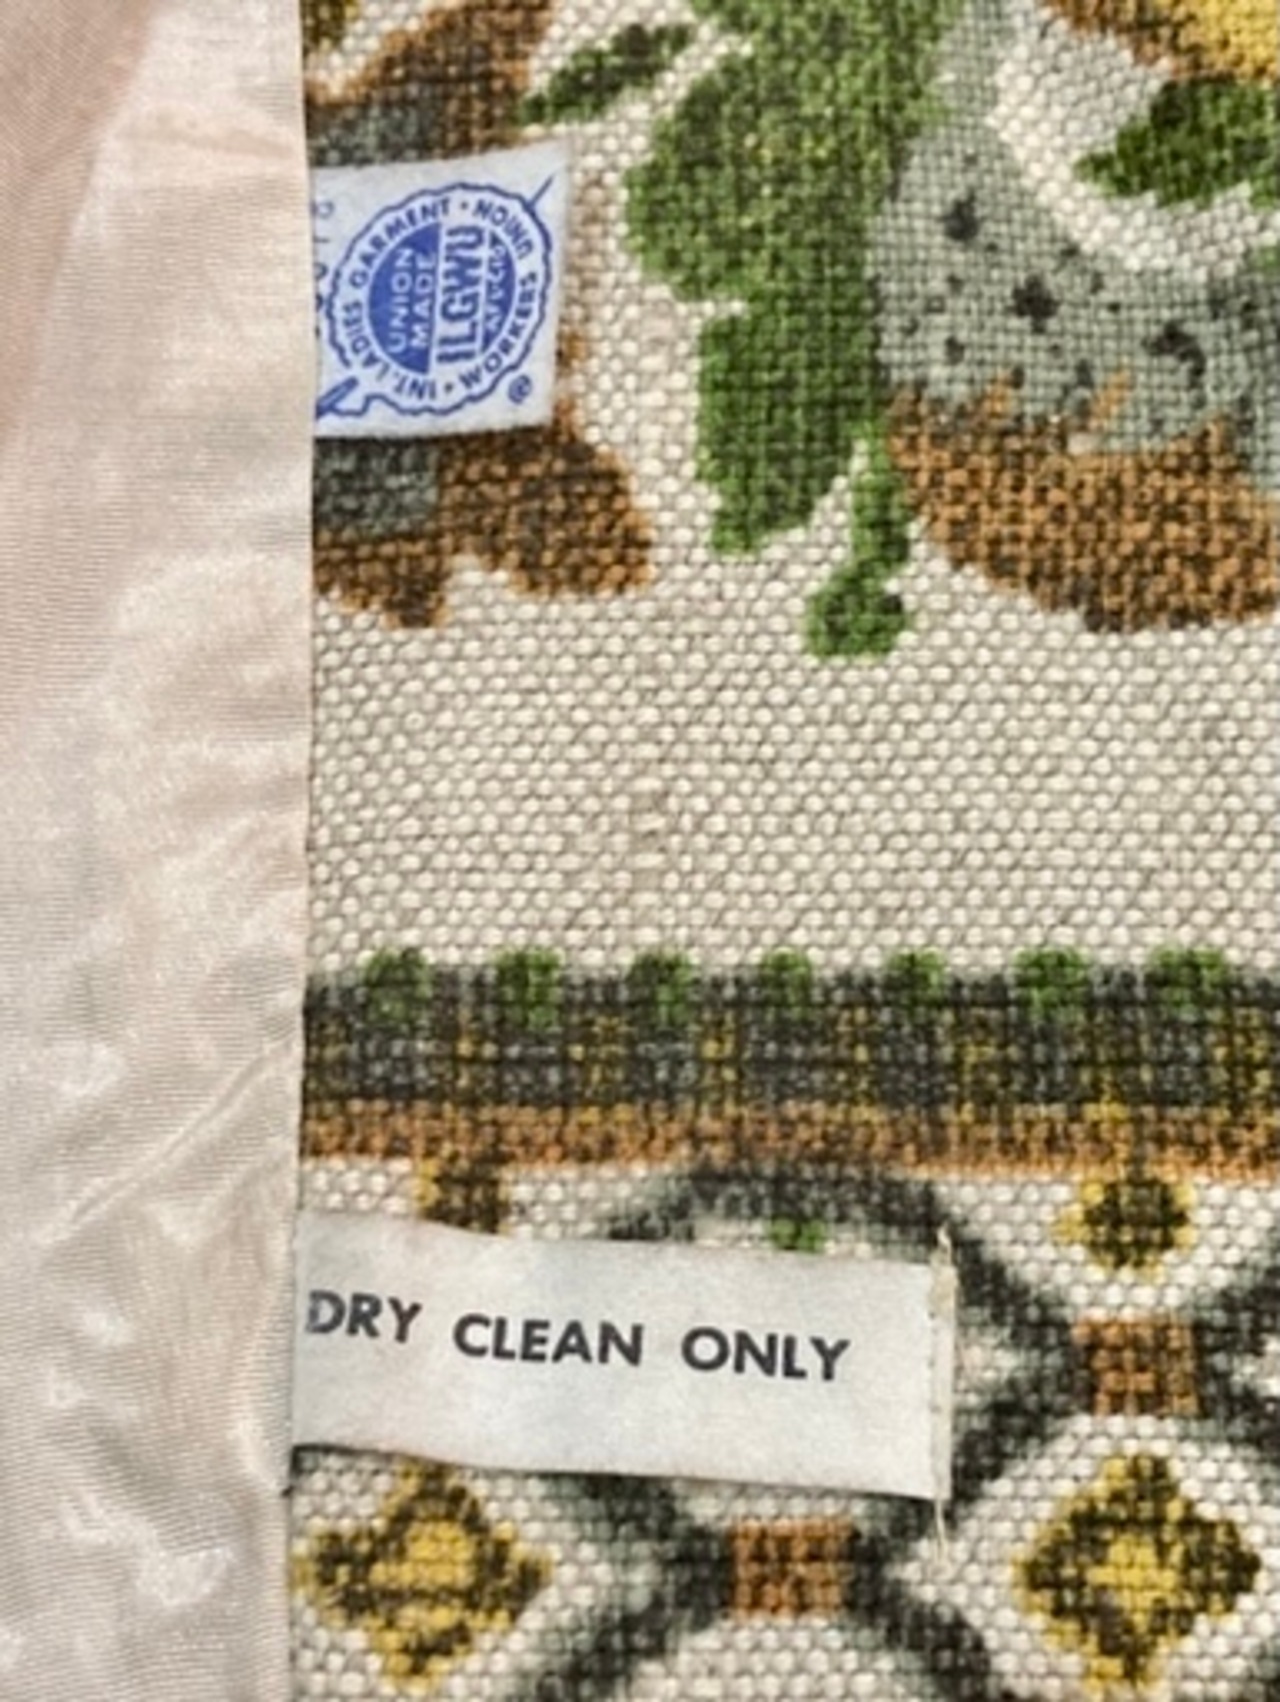 INT'L LADIES GARMENT · UNION WORKERS ·
UNION
MADE
ILGWU
®
DRY CLEAN ONLY